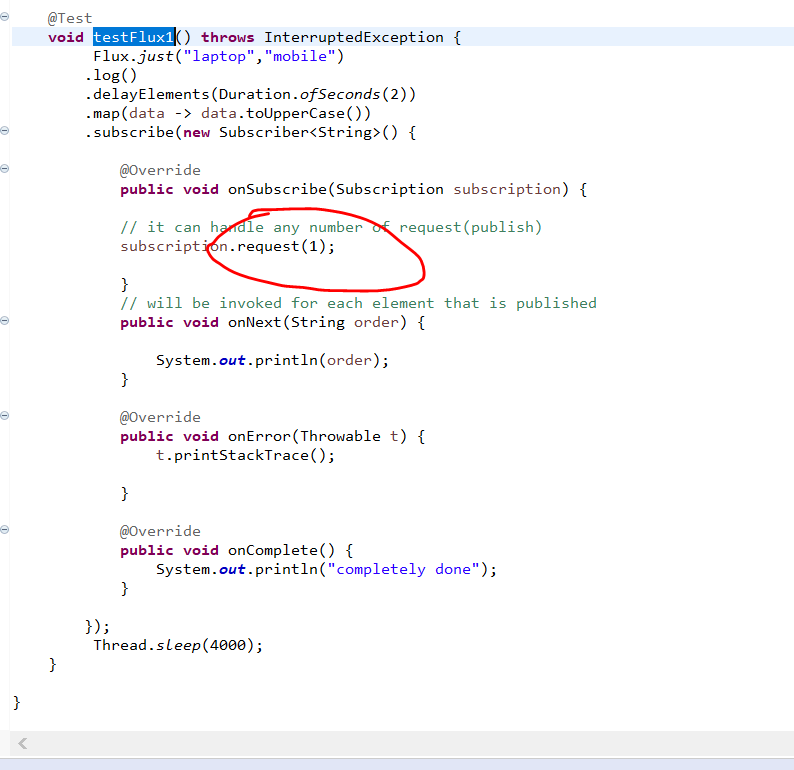 @Test
void testFlux1() throws InterruptedException {
Flux.just("laptop","mobile")
.log()
.delayElements(Duration.ofSeconds(2))
.map(data -> data.toUpperCase())
.subscribe(new Subscriber<String>() {
@Override
public void onSubscribe(Subscription subscription) {
// it can handle any number of request(publish)
subscription.request(1);
}
// will be invoked for each element that is published
public void onNext(String order) {
System.out.println(order);
}
@Override
public void onError(Throwable t) {
t.printStackTrace();
}
@Override
public void onComplete() {
System.out.println("completely done");
}
});
Thread.sleep(4000);
}
}